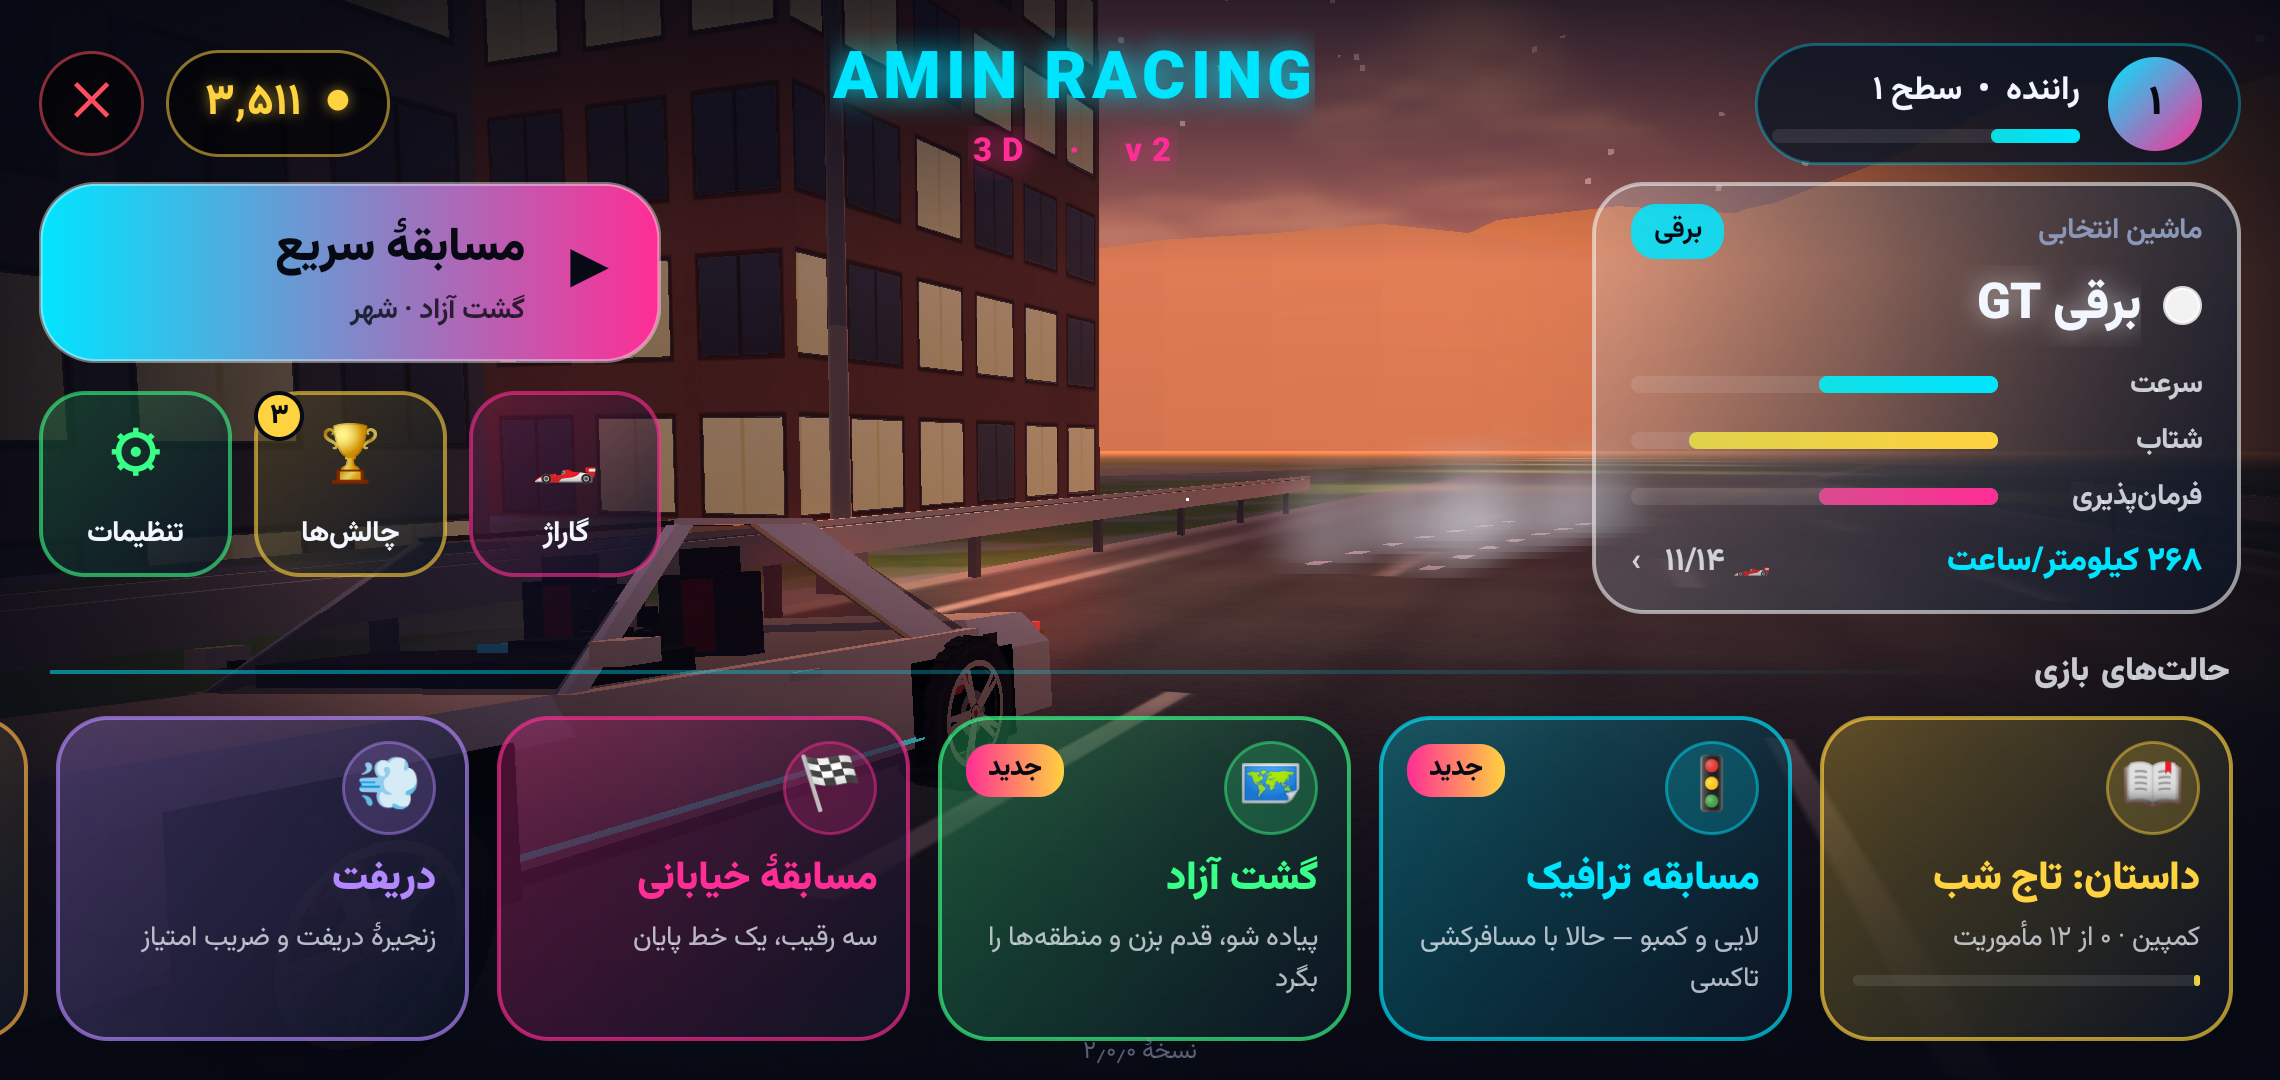 AMIN RACING
3D · v2
۱
راننده • سطح ۱
۳,۵۱۱
ماشین انتخابی
برقی
برقی GT
سرعت
شتاب
فرمان‌پذیری
۲۶۸ کیلومتر/ساعت
۱۱/۱۴ ‹
مسابقهٔ سریع
گشت آزاد · شهر
گاراژ
۳
چالش‌ها
تنظیمات
حالت‌های بازی
داستان: تاج شب
کمپین · ۰ از ۱۲ مأموریت
جدید
مسابقه ترافیک
لایی و کمبو — حالا با مسافرکشی
تاکسی
جدید
گشت آزاد
پیاده شو، قدم بزن و منطقه‌ها را
بگرد
مسابقهٔ خیابانی
سه رقیب، یک خط پایان
دریفت
زنجیرهٔ دریفت و ضریب امتیاز
نسخهٔ ۲٫۰٫۰